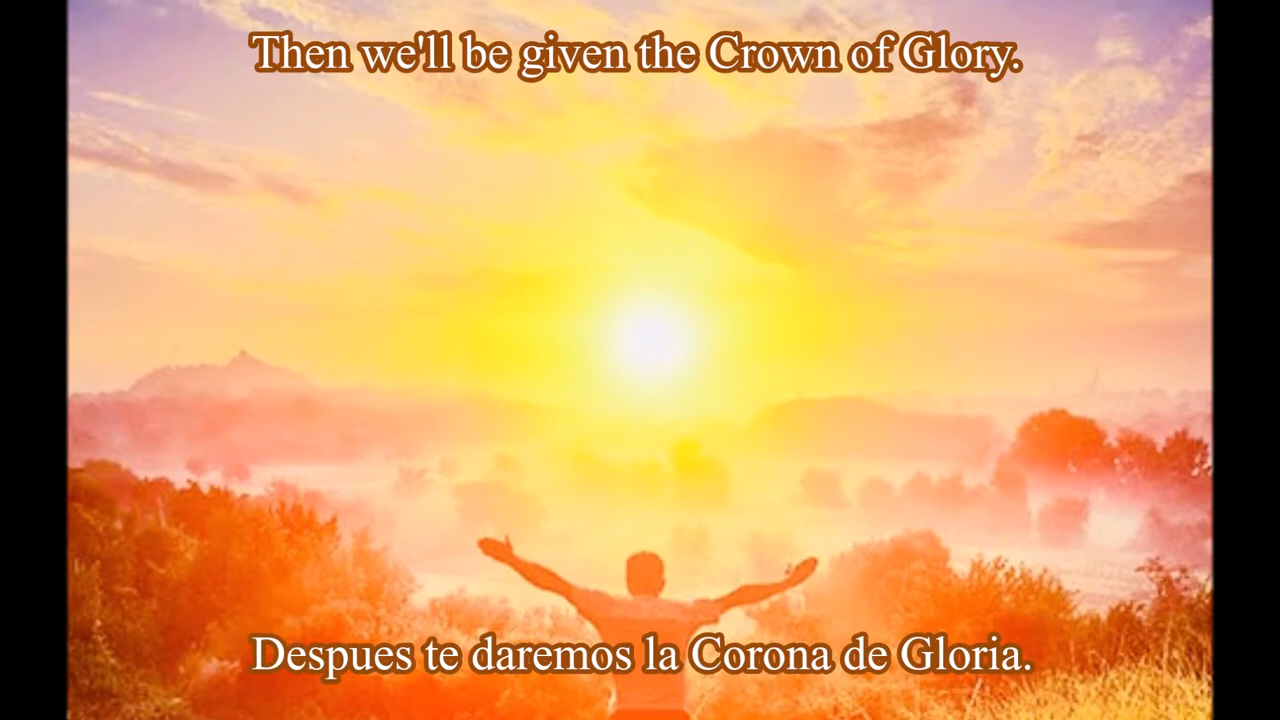 Then we'll be given the Crown of Glory.
Despues te daremos la Corona de Gloria.